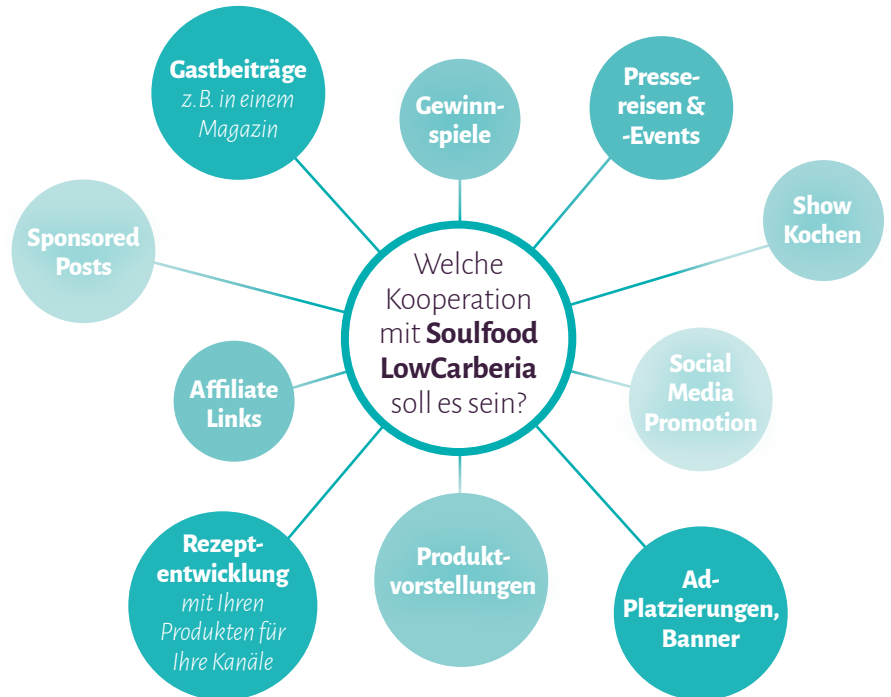 Gastbeiträge
z.B. in einem
Magazin
Gewinn-
spiele
Presse-
reisen &
-Events
Sponsored
Posts
Show
Kochen
Welche
Kooperation
mit Soulfood
LowCarberia
soll es sein?
Affiliate
Links
Social
Media
Promotion
Rezept-
entwicklung
mit Ihren
Produkten für
Ihre Kanäle
Produkt-
vorstellungen
Ad-
Platzierungen,
Banner